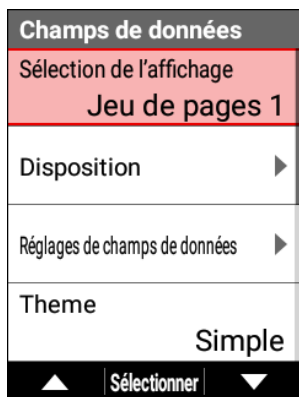 Champs de données
Sélection de l’affichage
Jeu de pages 1
Disposition
Réglages de champs de données
Theme
Simple
Sélectionner